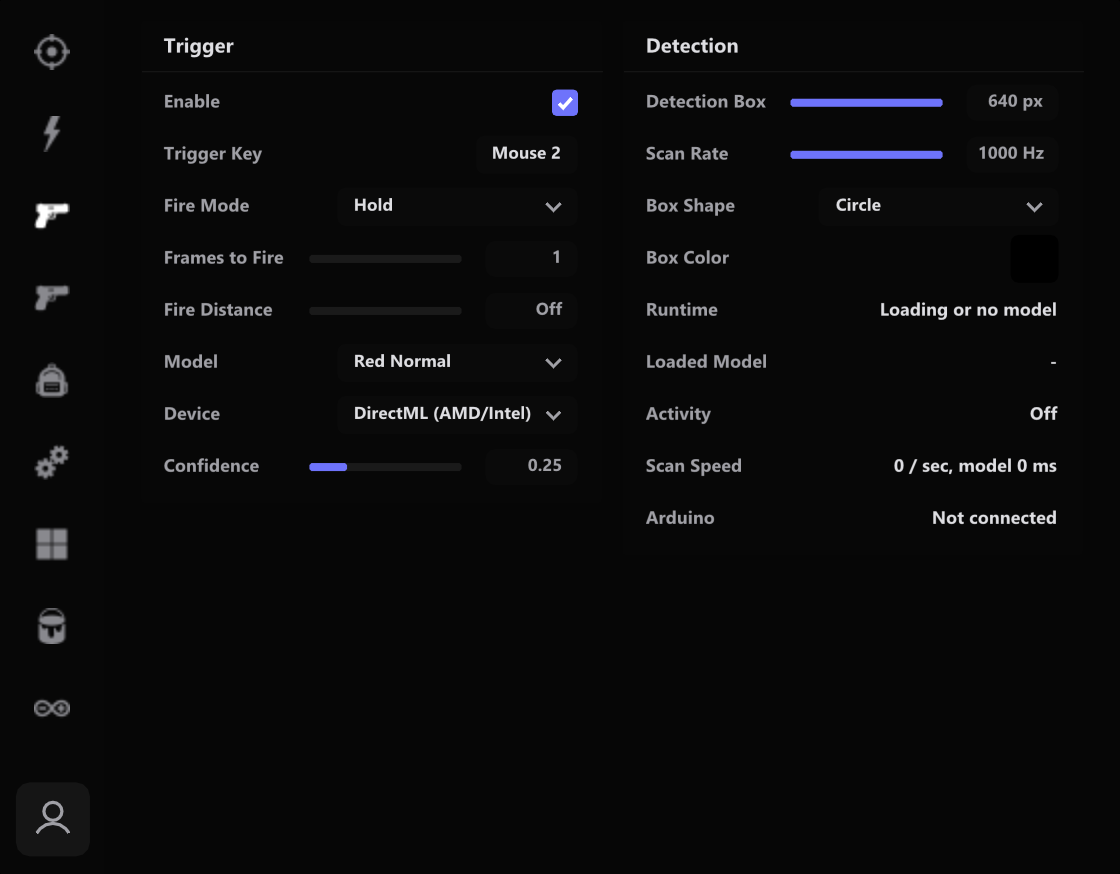 Trigger
Enable
Trigger Key Mouse 2
Fire Mode Hold
Frames to Fire 1
Fire Distance Off
Model Red Normal
Device DirectML (AMD/Intel)
Confidence 0.25
Detection
Detection Box 640 px
Scan Rate 1000 Hz
Box Shape Circle
Box Color
Runtime Loading or no model
Loaded Model -
Activity Off
Scan Speed 0 / sec, model 0 ms
Arduino Not connected